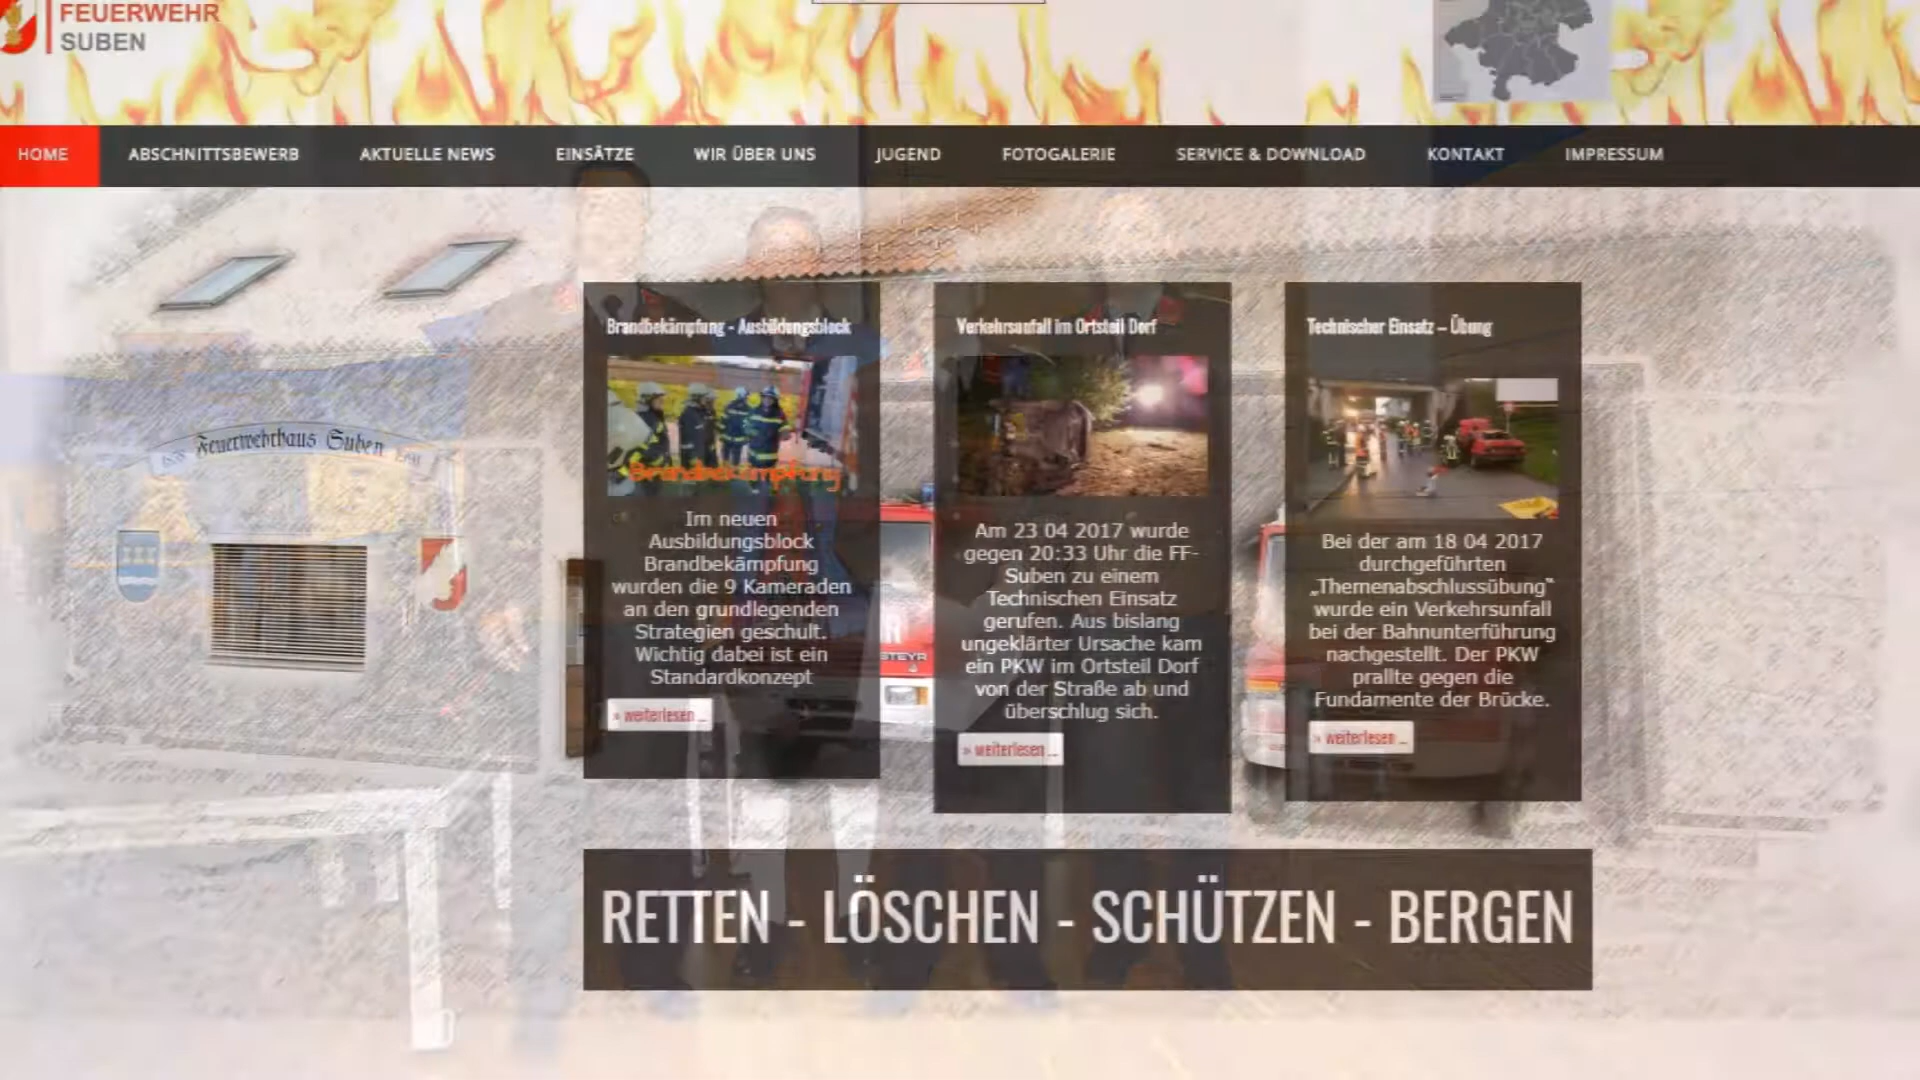 FEUERWEHR
SUBEN
HOME ABSCHNITTSBEWERB AKTUELLE NEWS EINSÄTZE WIR ÜBER UNS JUGEND FOTOGALERIE SERVICE & DOWNLOAD KONTAKT IMPRESSUM
Feuerwehrhaus Suben
Brandbekämpfung - Ausbildungsblock
Brandbekämpfung
Im neuen
Ausbildungsblock
Brandbekämpfung
wurden die 9 Kameraden
an den grundlegenden
Strategien geschult.
Wichtig dabei ist ein
Standardkonzept
» weiterlesen ...
STEYR
Verkehrsunfall im Ortsteil Dorf
Am 23 04 2017 wurde
gegen 20:33 Uhr die FF-
Suben zu einem
Technischen Einsatz
gerufen. Aus bislang
ungeklärter Ursache kam
ein PKW im Ortsteil Dorf
von der Straße ab und
überschlug sich.
» weiterlesen ...
Technischer Einsatz – Übung
Bei der am 18 04 2017
durchgeführten
„Themenabschlussübung“
wurde ein Verkehrsunfall
bei der Bahnunterführung
nachgestellt. Der PKW
prallte gegen die
Fundamente der Brücke.
» weiterlesen ...
RETTEN - LÖSCHEN - SCHÜTZEN - BERGEN